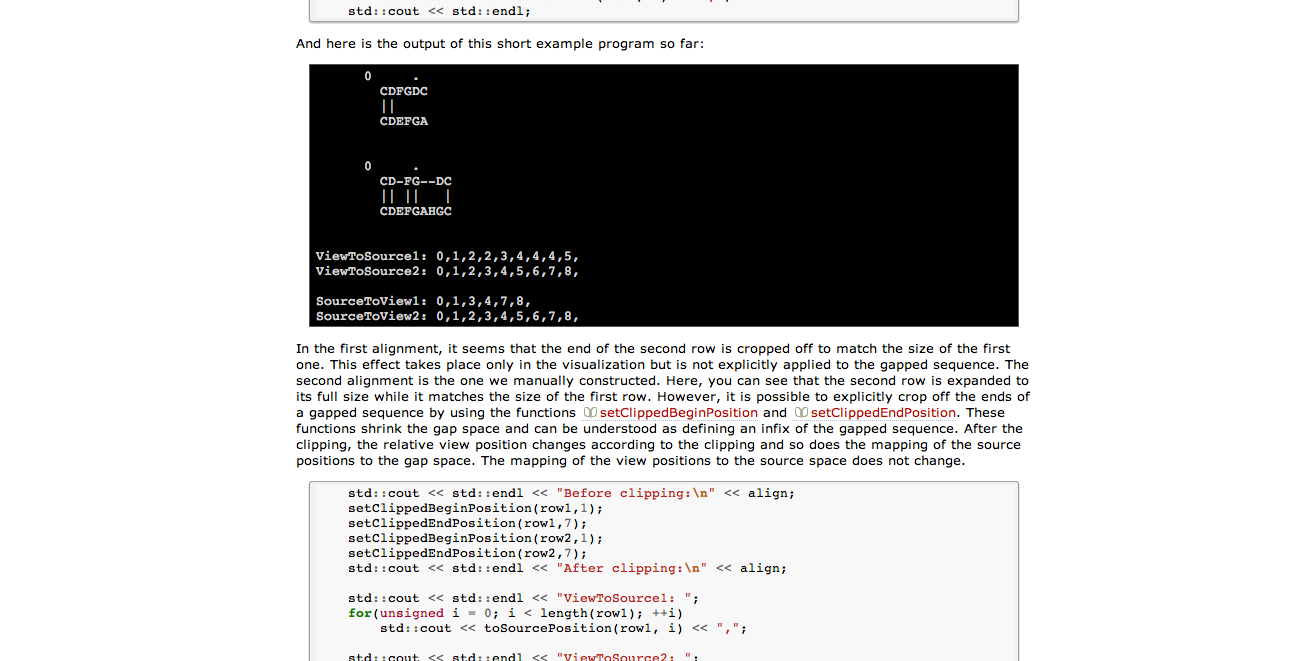 std::cout << std::endl;
And here is the output of this short example program so far:
0     .
CDFGDC
||
CDEFGA
0     .
CD-FG--DC
|| ||   |
CDEFGAHGC
ViewToSource1: 0,1,2,2,3,4,4,4,5,
ViewToSource2: 0,1,2,3,4,5,6,7,8,
SourceToView1: 0,1,3,4,7,8,
SourceToView2: 0,1,2,3,4,5,6,7,8,
In the first alignment, it seems that the end of the second row is cropped off to match the size of the first
one. This effect takes place only in the visualization but is not explicitly applied to the gapped sequence. The
second alignment is the one we manually constructed. Here, you can see that the second row is expanded to
its full size while it matches the size of the first row. However, it is possible to explicitly crop off the ends of
a gapped sequence by using the functions setClippedBeginPosition and setClippedEndPosition. These
functions shrink the gap space and can be understood as defining an infix of the gapped sequence. After the
clipping, the relative view position changes according to the clipping and so does the mapping of the source
positions to the gap space. The mapping of the view positions to the source space does not change.
std::cout << std::endl << "Before clipping:\n" << align;
setClippedBeginPosition(row1,1);
setClippedEndPosition(row1,7);
setClippedBeginPosition(row2,1);
setClippedEndPosition(row2,7);
std::cout << std::endl << "After clipping:\n" << align;
std::cout << std::endl << "ViewToSource1: ";
for(unsigned i = 0; i < length(row1); ++i)
std::cout << toSourcePosition(row1, i) << ",";
std::cout << std::endl << "ViewToSource2: ";